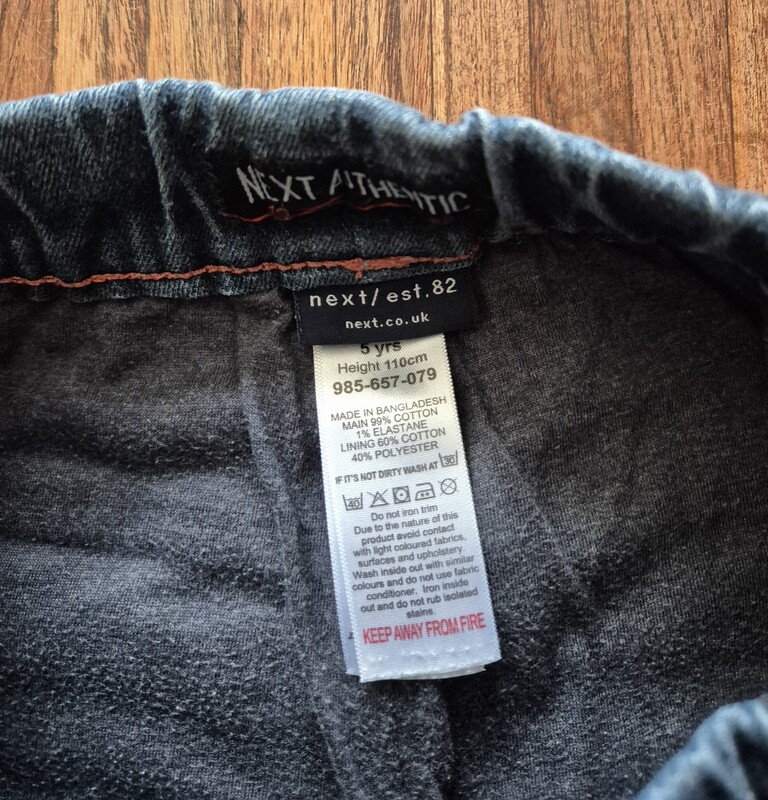 NEXT AUTHENTIC
next/est.82
next.co.uk
5 yrs
Height 110cm
985-657-079
MADE IN BANGLADESH
MAIN 99% COTTON
1% ELASTANE
LINING 60% COTTON
40% POLYESTER
IF IT'S NOT DIRTY WASH AT 30
40
Do not iron trim
Due to the nature of this
product avoid contact
with light coloured fabrics,
surfaces and upholstery.
Wash inside out with similar
colours and do not use fabric
conditioner. Iron inside
out and do not rub isolated
stains.
KEEP AWAY FROM FIRE